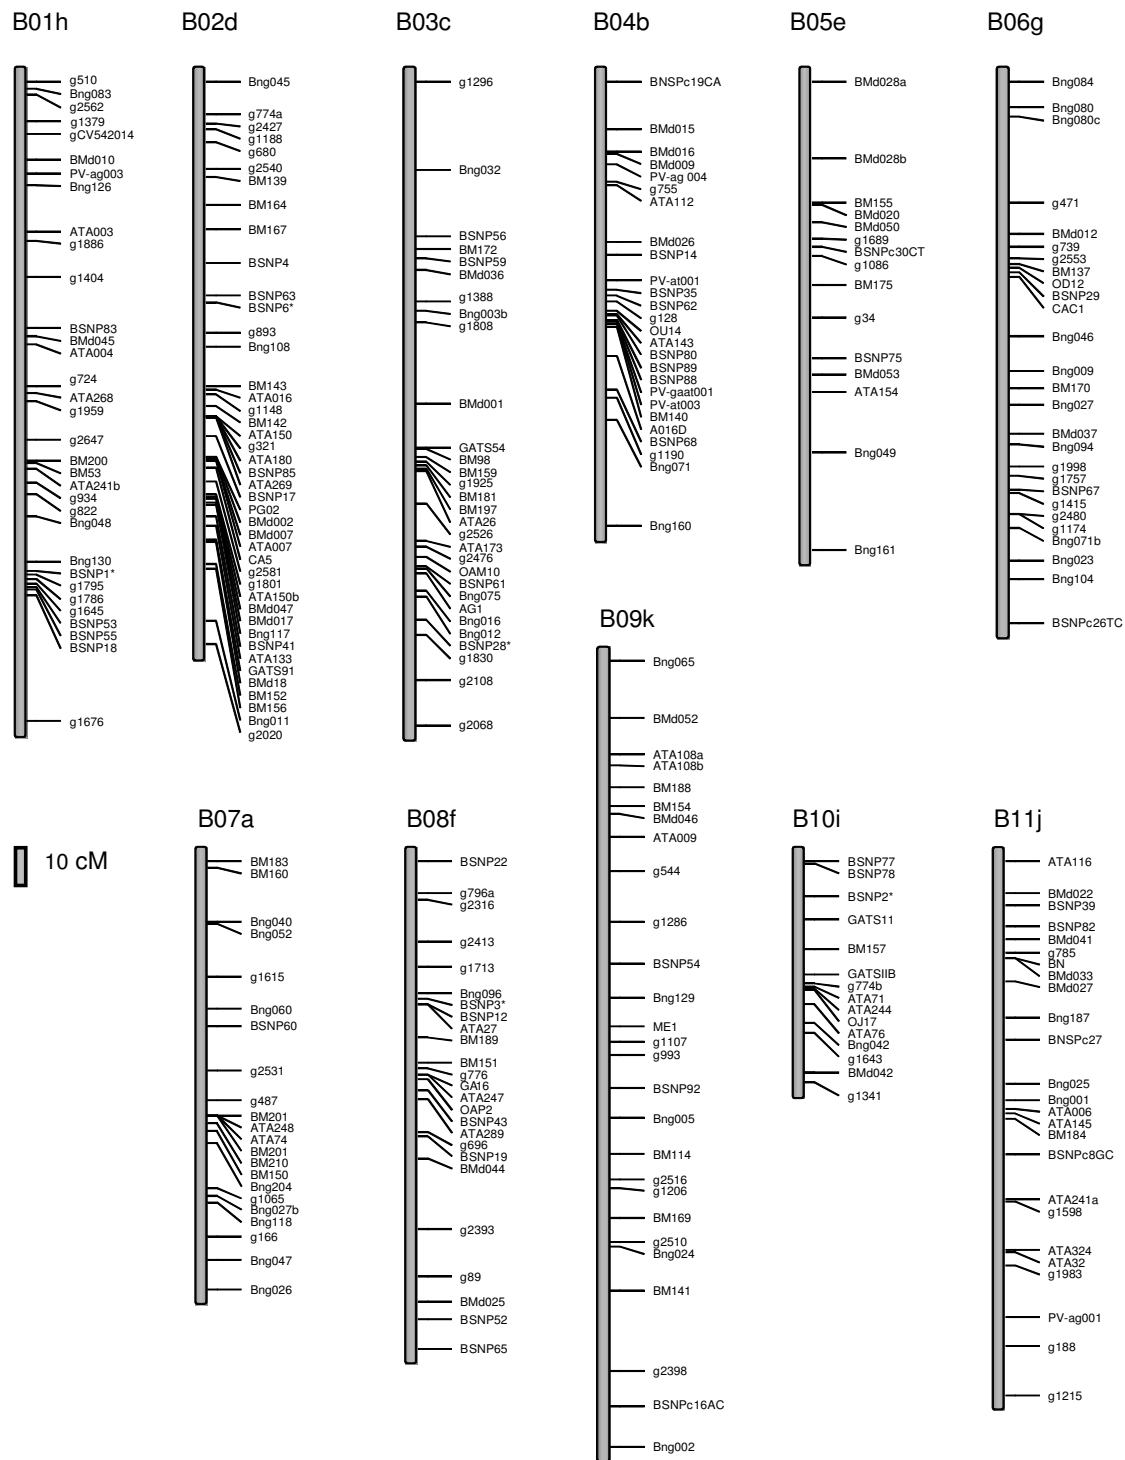 B01h
g510
Bng083
g2562
g1379
gCV542014
BMd010
PV-ag003
Bng126
ATA003
g1886
g1404
BSNP83
BMd045
ATA004
g724
ATA268
g1959
g2647
BM200
BM53
ATA241b
g934
g822
Bng048
Bng130
BSNP1*
g1795
g1786
g1645
BSNP53
BSNP55
BSNP18
g1676
B02d
Bng045
g774a
g2427
g1188
g680
g2540
BM139
BM164
BM167
BSNP4
BSNP63
BSNP6*
g893
Bng108
BM143
ATA016
g1148
BM142
ATA150
g321
ATA180
BSNP85
ATA269
BSNP17
PG02
BMd002
BMd007
ATA007
CA5
g2581
g1801
ATA150b
BMd047
BMd017
Bng117
BSNP41
ATA133
GATS91
BMd18
BM152
BM156
Bng011
g2020
B03c
g1296
Bng032
BSNP56
BM172
BSNP59
BMd036
g1388
Bng003b
g1808
BMd001
GATS54
BM98
BM159
g1925
BM181
BM197
ATA26
g2526
ATA173
g2476
OAM10
BSNP61
Bng075
AG1
Bng016
Bng012
BSNP28*
g1830
g2108
g2068
B04b
BNSPc19CA
BMd015
BMd016
BMd009
PV-ag 004
g755
ATA112
BMd026
BSNP14
PV-at001
BSNP35
BSNP62
g128
OU14
ATA143
BSNP80
BSNP89
BSNP88
PV-gaat001
PV-at003
BM140
A016D
BSNP68
g1190
Bng071
Bng160
B05e
BMd028a
BMd028b
BM155
BMd020
BMd050
g1689
BSNPc30CT
g1086
BM175
g34
BSNP75
BMd053
ATA154
Bng049
Bng161
B06g
Bng084
Bng080
Bng080c
g471
BMd012
g739
g2553
BM137
OD12
BSNP29
CAC1
Bng046
Bng009
BM170
Bng027
BMd037
Bng094
g1998
g1757
BSNP67
g1415
g2480
g1174
Bng071b
Bng023
Bng104
BSNPc26TC
10 cM
B07a
BM183
BM160
Bng040
Bng052
g1615
Bng060
BSNP60
g2531
g487
BM201
ATA248
ATA74
BM201
BM210
BM150
Bng204
g1065
Bng027b
Bng118
g166
Bng047
Bng026
B08f
BSNP22
g796a
g2316
g2413
g1713
Bng096
BSNP3*
BSNP12
ATA27
BM189
BM151
g776
GA16
ATA247
OAP2
BSNP43
ATA289
g696
BSNP19
BMd044
g2393
g89
BMd025
BSNP52
BSNP65
B09k
Bng065
BMd052
ATA108a
ATA108b
BM188
BM154
BMd046
ATA009
g544
g1286
BSNP54
Bng129
ME1
g1107
g993
BSNP92
Bng005
BM114
g2516
g1206
BM169
g2510
Bng024
BM141
g2398
BSNPc16AC
Bng002
B10i
BSNP77
BSNP78
BSNP2*
GATS11
BM157
GATSIIB
g774b
ATA71
ATA244
OJ17
ATA76
Bng042
g1643
BMd042
g1341
B11j
ATA116
BMd022
BSNP39
BSNP82
BMd041
g785
BN
BMd033
BMd027
Bng187
BNSPc27
Bng025
Bng001
ATA006
ATA145
BM184
BSNPc8GC
ATA241a
g1598
ATA324
ATA32
g1983
PV-ag001
g188
g1215